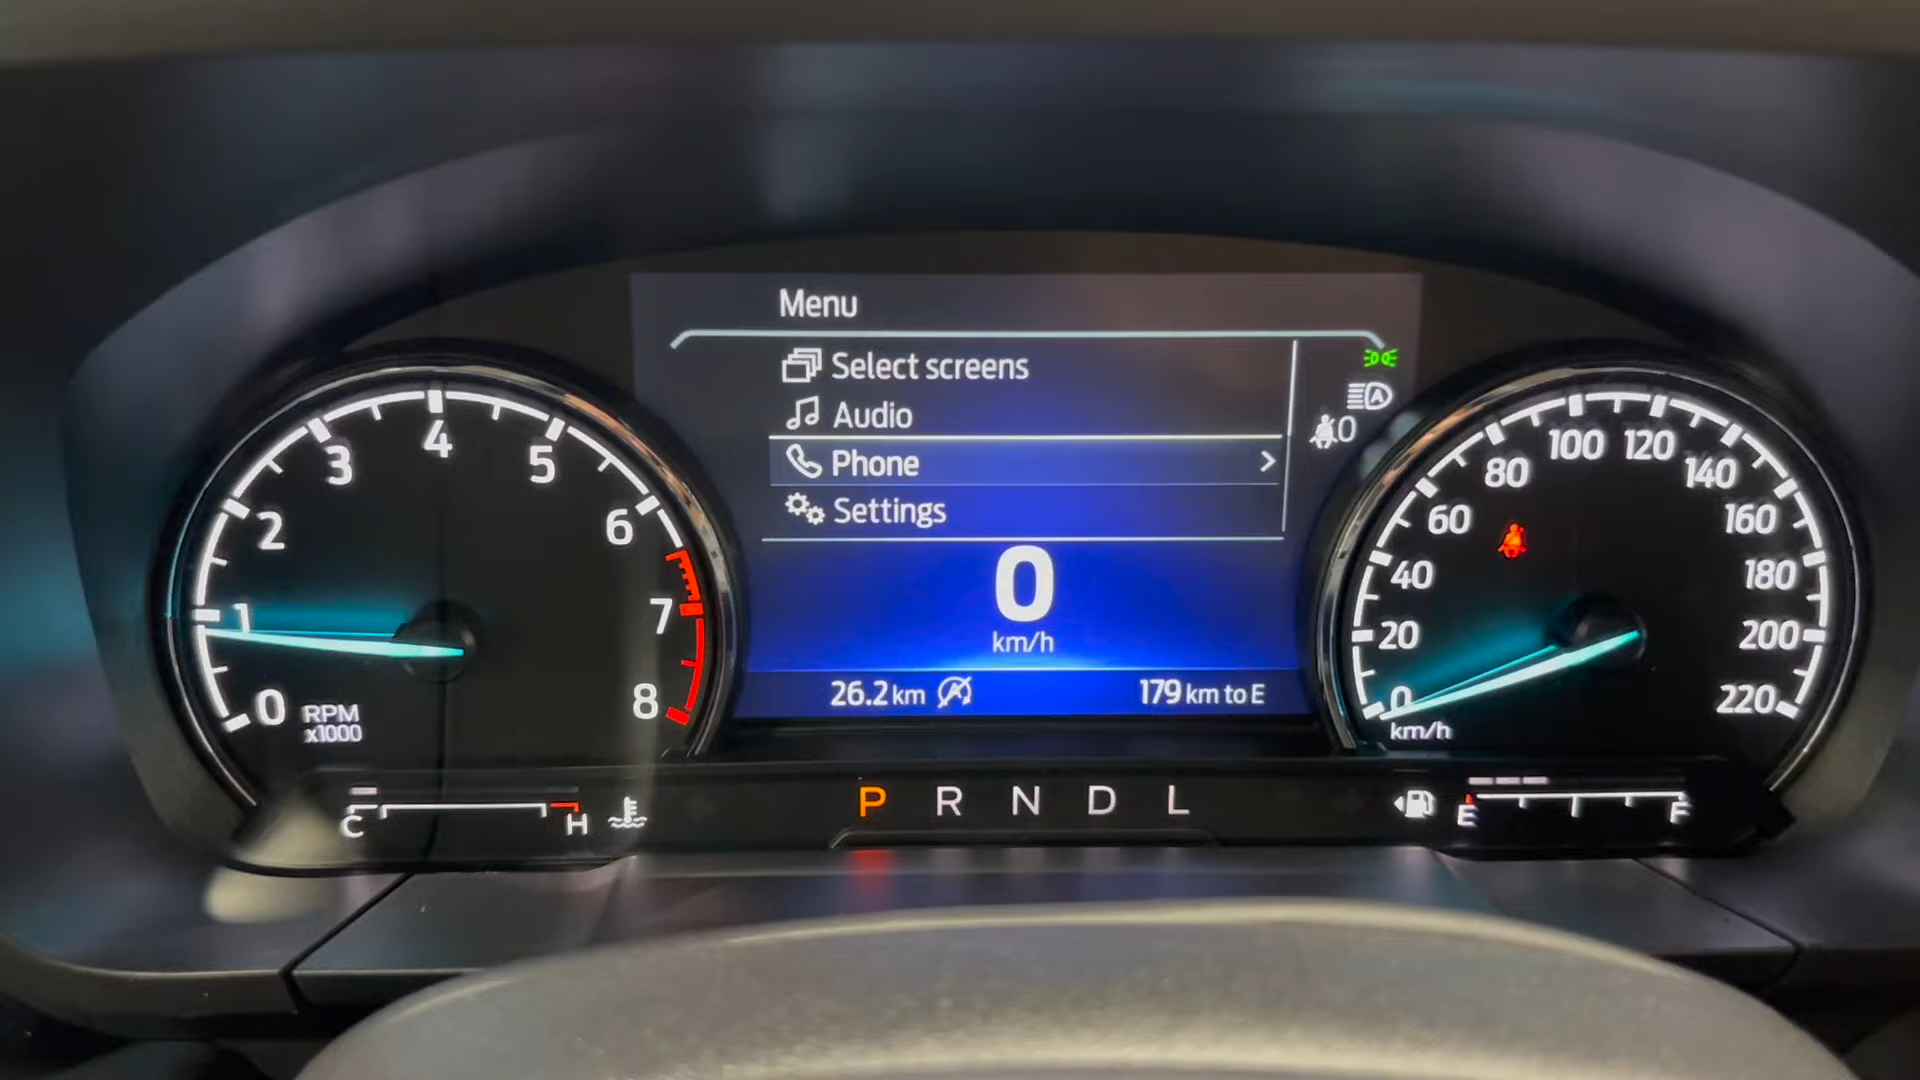 Menu
Select screens
Audio
Phone
Settings
0
0
km/h
26.2 km
179 km to E
0
1
2
3
4
5
6
7
8
RPM
x1000
0
20
40
60
80
100
120
140
160
180
200
220
km/h
C
H
P R N D L
E
F